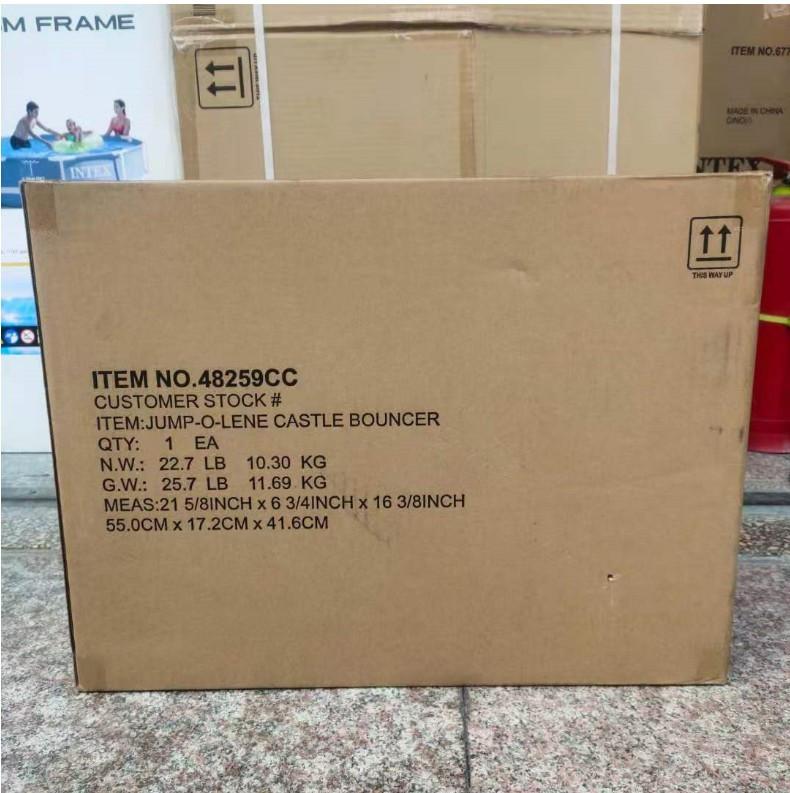 M FRAME
INTEX
ITEM NO.677
MADE IN CHINA
INTEX
THIS WAY UP
ITEM NO.48259CC
CUSTOMER STOCK #
ITEM:JUMP-O-LENE CASTLE BOUNCER
QTY: 1 EA
N.W.: 22.7 LB 10.30 KG
G.W.: 25.7 LB 11.69 KG
MEAS:21 5/8INCH x 6 3/4INCH x 16 3/8INCH
55.0CM x 17.2CM x 41.6CM